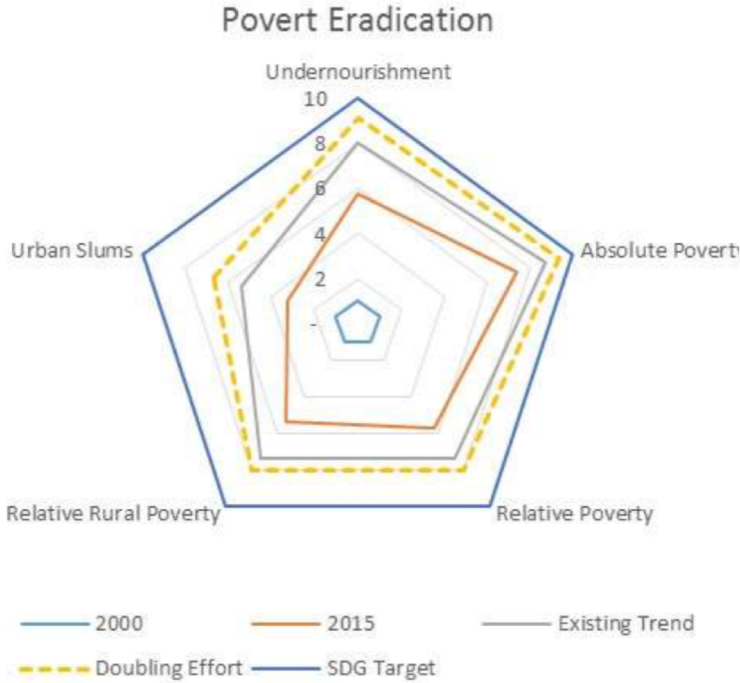 Povert Eradication
Undernourishment
10
8
6
4
2
-
Urban Slums
Absolute Poverty
Relative Rural Poverty
Relative Poverty
2000
2015
Existing Trend
Doubling Effort
SDG Target